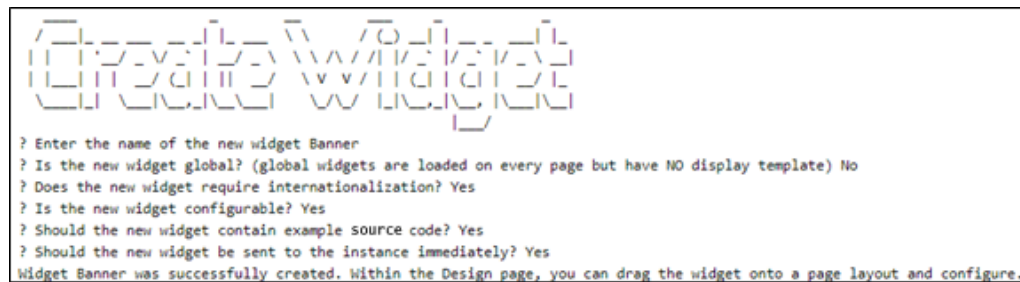 Create Widget
? Enter the name of the new widget Banner
? Is the new widget global? (global widgets are loaded on every page but have NO display template) No
? Does the new widget require internationalization? Yes
? Is the new widget configurable? Yes
? Should the new widget contain example source code? Yes
? Should the new widget be sent to the instance immediately? Yes
Widget Banner was successfully created. Within the Design page, you can drag the widget onto a page layout and configure.